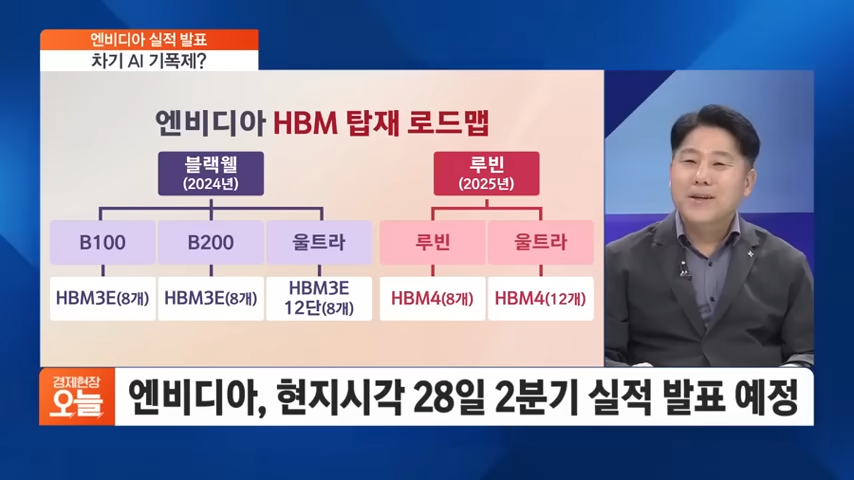 엔비디아 실적 발표
차기 AI 기폭제?
엔비디아 HBM 탑재 로드맵
블랙웰
(2024년)
루빈
(2025년)
B100
B200
울트라
루빈
울트라
HBM3E(8개)
HBM3E(8개)
HBM3E
12단(8개)
HBM4(8개)
HBM4(12개)
경제현장
오늘
엔비디아, 현지시각 28일 2분기 실적 발표 예정